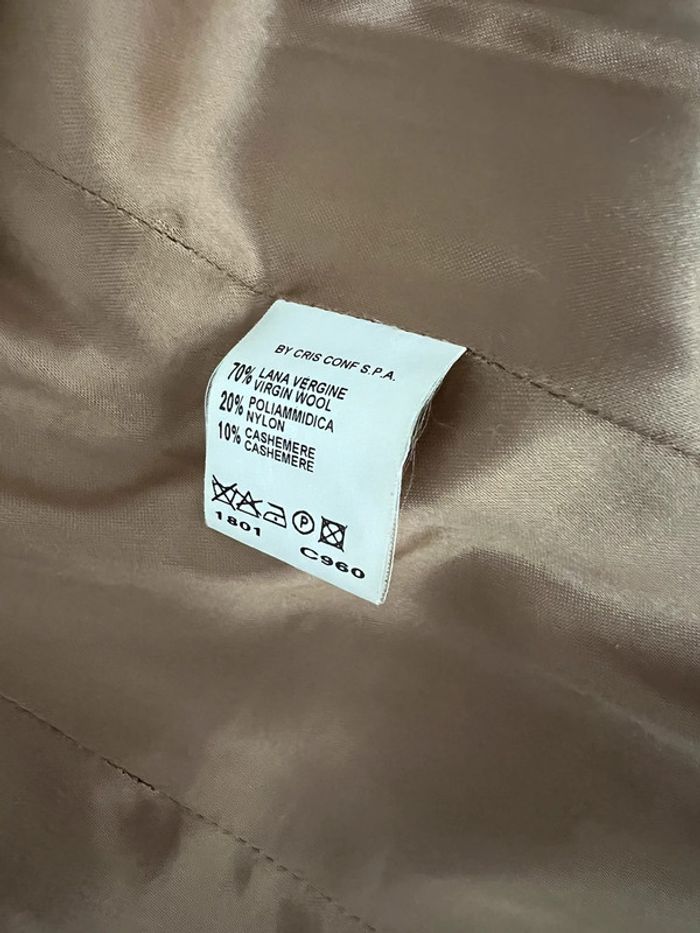 BY CRIS CONF S.P.A.
70% LANA VERGINE
VIRGIN WOOL
20% POLIAMMIDICA
NYLON
10% CASHEMERE
CASHEMERE
P
1801 C960